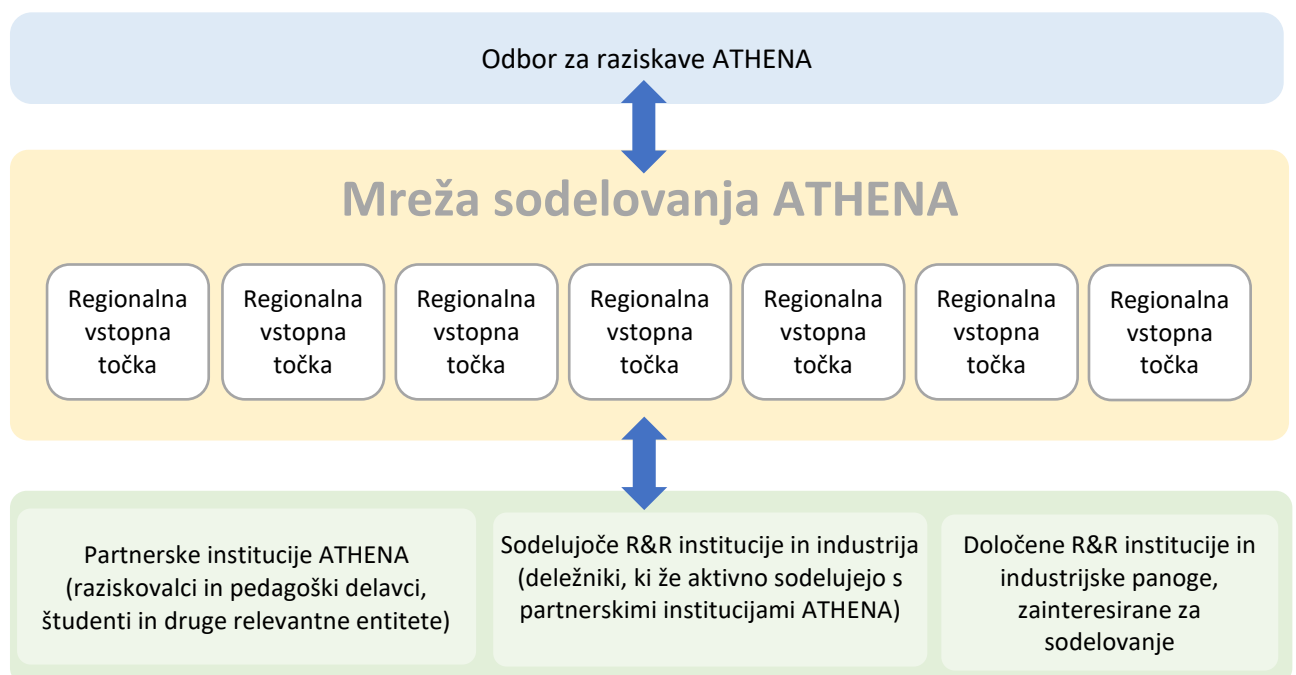 Odbor za raziskave ATHENA
Mreža sodelovanja ATHENA
Regionalna
vstopna
točka
Regionalna
vstopna
točka
Regionalna
vstopna
točka
Regionalna
vstopna
točka
Regionalna
vstopna
točka
Regionalna
vstopna
točka
Regionalna
vstopna
točka
Partnerske institucije ATHENA
(raziskovalci in pedagoški delavci,
študenti in druge relevantne entitete)
Sodelujoče R&R institucije in industrija
(deležniki, ki že aktivno sodelujejo s
partnerskimi institucijami ATHENA)
Določene R&R institucije in
industrijske panoge,
zainteresirane za
sodelovanje